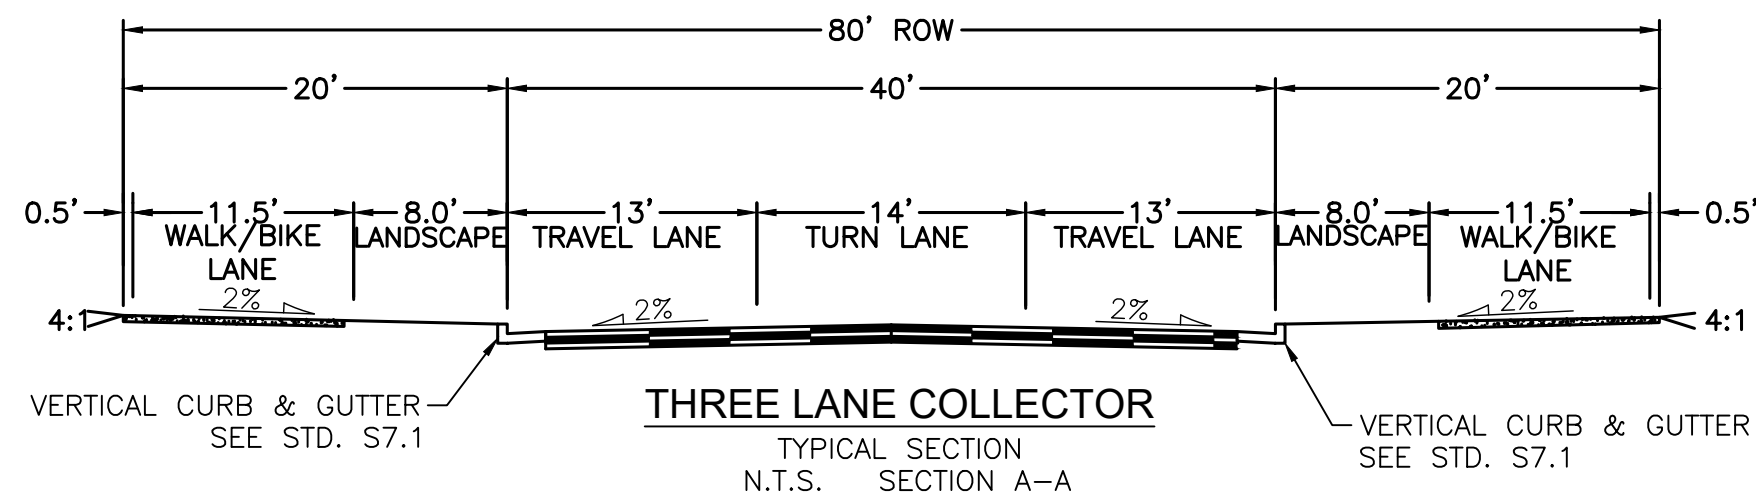 80' ROW
20' 40' 20'
0.5' 11.5' 8.0' 13' 14' 13' 8.0' 11.5' 0.5'
WALK/BIKE LANDSCAPE TRAVEL LANE TURN LANE TRAVEL LANE LANDSCAPE WALK/BIKE
LANE LANE
2% 2% 2% 2%
4:1 4:1
VERTICAL CURB & GUTTER
SEE STD. S7.1
THREE LANE COLLECTOR
TYPICAL SECTION
N.T.S. SECTION A-A
VERTICAL CURB & GUTTER
SEE STD. S7.1